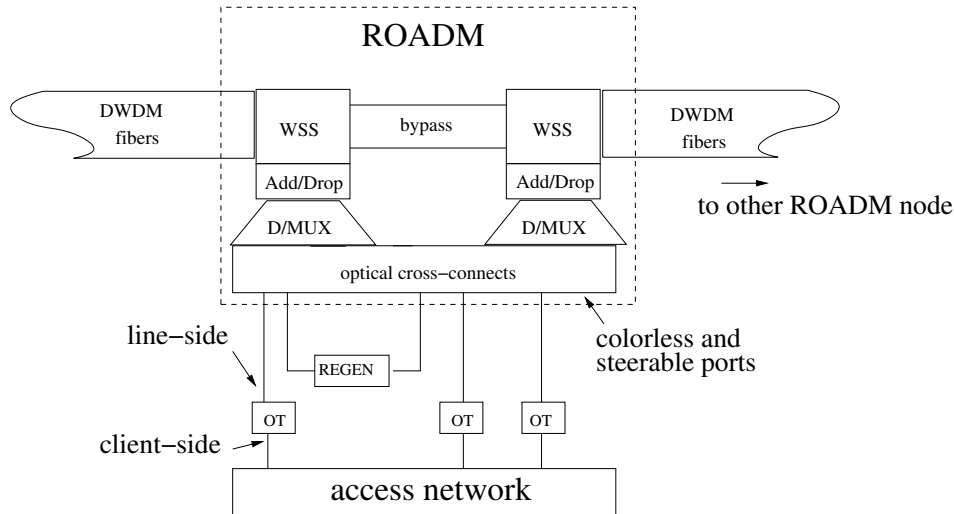 ROADM
DWDM
fibers
WSS
bypass
WSS
DWDM
fibers
Add/Drop
Add/Drop
to other ROADM node
D/MUX
D/MUX
optical cross−connects
line−side
colorless and
steerable ports
REGEN
OT
OT
OT
client−side
access network